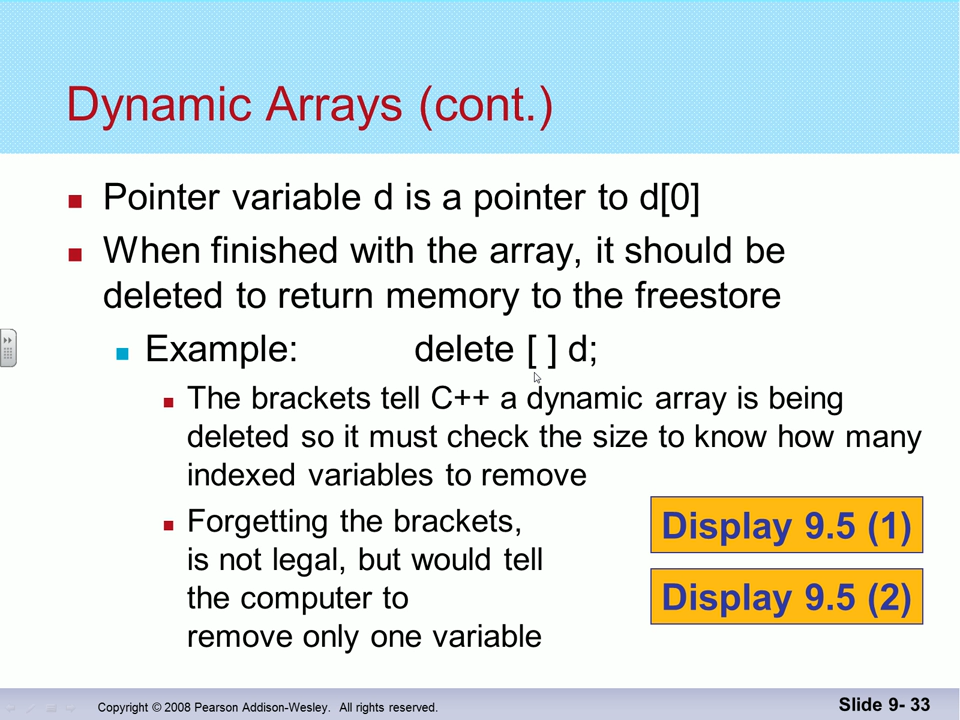 Dynamic Arrays (cont.)
Pointer variable d is a pointer to d[0]
When finished with the array, it should be
deleted to return memory to the freestore
Example: delete [ ] d;
The brackets tell C++ a dynamic array is being
deleted so it must check the size to know how many
indexed variables to remove
Forgetting the brackets,
is not legal, but would tell
the computer to
remove only one variable
Display 9.5 (1)
Display 9.5 (2)
Copyright © 2008 Pearson Addison-Wesley. All rights reserved.
Slide 9- 33